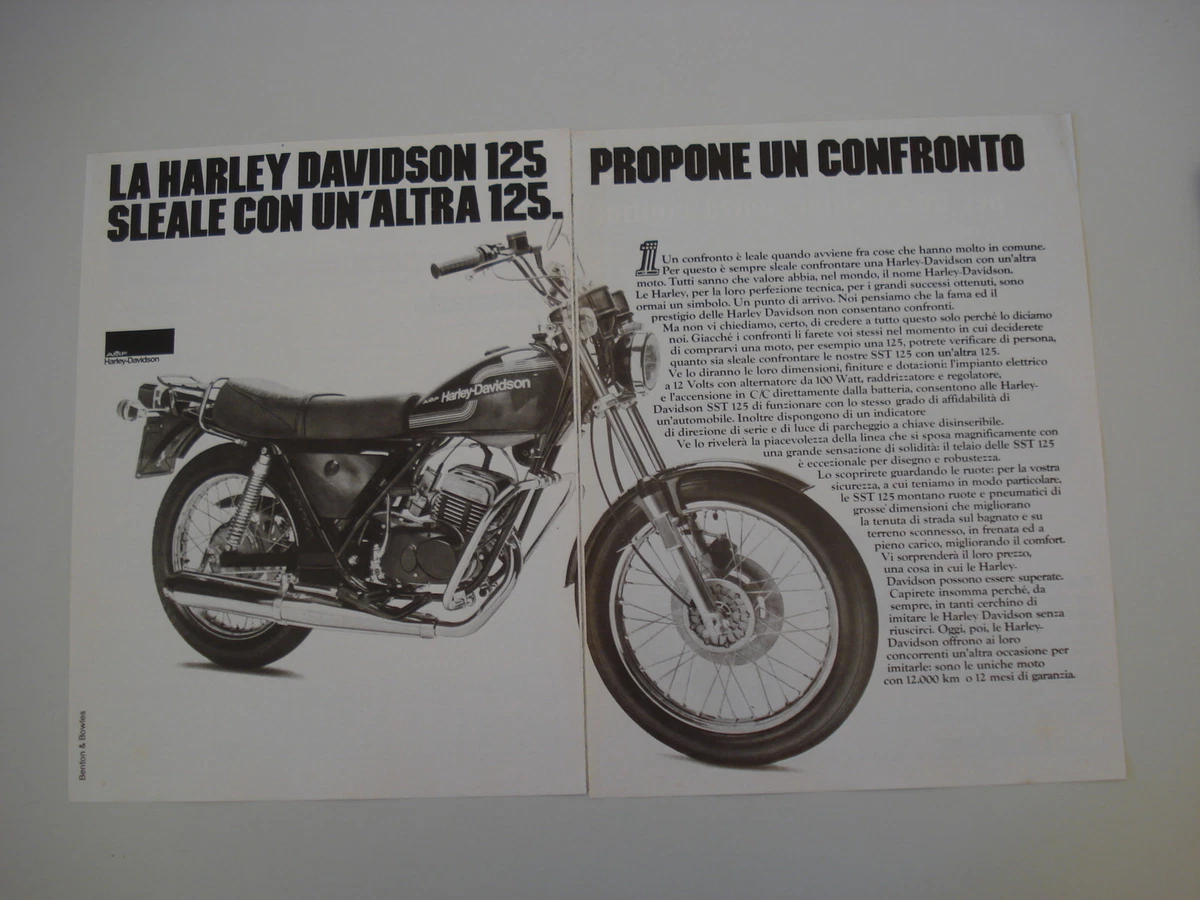 LA HARLEY DAVIDSON 125 PROPONE UN CONFRONTO
SLEALE CON UN'ALTRA 125.
AMF
Harley-Davidson
AMF Harley-Davidson
1 Un confronto è leale quando avviene fra cose che hanno molto in comune.
Per questo è sempre sleale confrontare una Harley-Davidson con un'altra
moto. Tutti sanno che valore abbia, nel mondo, il nome Harley-Davidson.
Le Harley, per la loro perfezione tecnica, per i grandi successi ottenuti, sono
ormai un simbolo. Un punto di arrivo. Noi pensiamo che la fama ed il
prestigio delle Harley Davidson non consentano confronti.
Ma non vi chiediamo, certo, di credere a tutto questo solo perché lo diciamo
noi. Giacché i confronti li farete voi stessi nel momento in cui deciderete
di comprarvi una moto, per esempio una 125, potrete verificare di persona,
quanto sia sleale confrontare le nostre SST 125 con un'altra 125.
Ve lo diranno le loro dimensioni, finiture e dotazioni: l'impianto elettrico
a 12 Volts con alternatore da 100 Watt, raddrizzatore e regolatore,
e l'accensione in C/C direttamente dalla batteria, consentono alle Harley-
Davidson SST 125 di funzionare con lo stesso grado di affidabilità di
un'automobile. Inoltre dispongono di un indicatore
di direzione di serie e di luce di parcheggio a chiave disinseribile.
Ve lo rivelerà la piacevolezza della linea che si sposa magnificamente con
una grande sensazione di solidità: il telaio delle SST 125
è eccezionale per disegno e robustezza.
Lo scoprirete guardando le ruote: per la vostra
sicurezza, a cui teniamo in modo particolare,
le SST 125 montano ruote e pneumatici di
grosse dimensioni che migliorano
la tenuta di strada sul bagnato e su
terreno sconnesso, in frenata ed a
pieno carico, migliorando il comfort.
Vi sorprenderà il loro prezzo,
una cosa in cui le Harley-
Davidson possono essere superate.
Capirete insomma perché, da
sempre, in tanti cerchino di
imitare le Harley Davidson senza
riuscirci. Oggi, poi, le Harley-
Davidson offrono ai loro
concorrenti un'altra occasione per
imitarle: sono le uniche moto
con 12.000 km o 12 mesi di garanzia.
Benton & Bowles